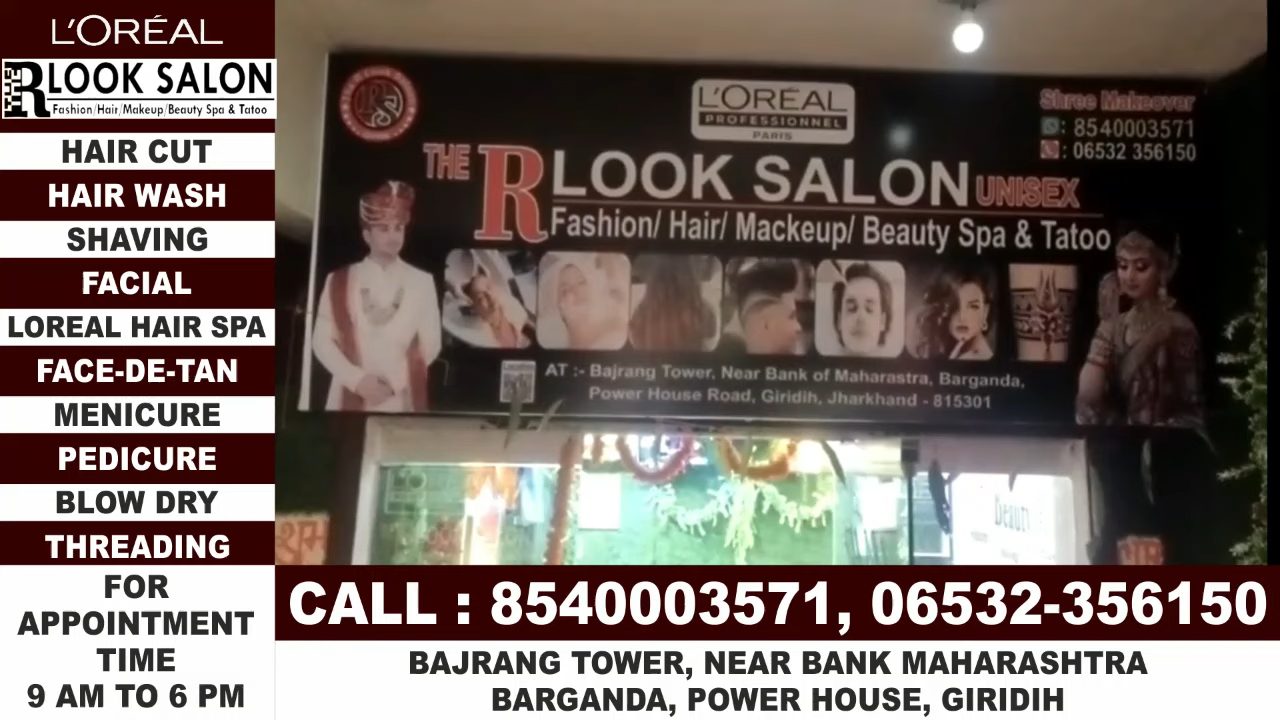 L'ORÉAL
THE R LOOK SALON
Fashion/Hair/Makeup/Beauty Spa & Tatoo
HAIR CUT
HAIR WASH
SHAVING
FACIAL
LOREAL HAIR SPA
FACE-DE-TAN
MENICURE
PEDICURE
BLOW DRY
THREADING
FOR
APPOINTMENT
TIME
9 AM TO 6 PM
L'ORÉAL
PROFESSIONNEL
PARIS
Shree Makeover
: 8540003571
: 06532 356150
THE R LOOK SALON UNISEX
Fashion/ Hair/ Mackeup/ Beauty Spa & Tatoo
AT :- Bajrang Tower, Near Bank of Maharastra, Barganda,
Power House Road, Giridih, Jharkhand - 815301
L'ORÉAL
Beauty
CALL : 8540003571, 06532-356150
BAJRANG TOWER, NEAR BANK MAHARASHTRA
BARGANDA, POWER HOUSE, GIRIDIH